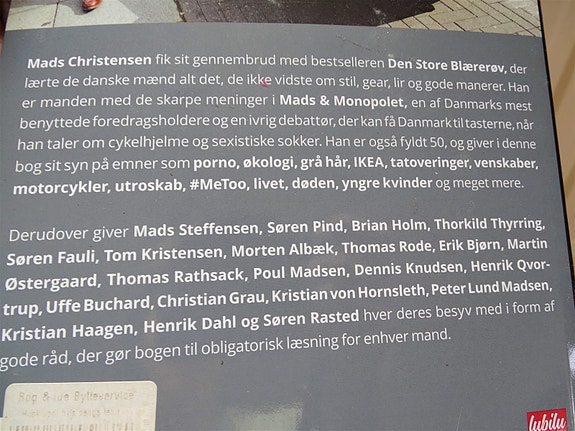 Mads Christensen fik sig gennembrud med bestselleren Den Store Blærerøv, der
lærte de danske mænd alt det, de ikke vidste om stil, gear, lir og gode manerer. Han
er manden med de skarpe meninger i Mads & Monopolet, en af Danmarks mest
benyttede foredragsholdere og en ivrig debattør, der kan få Danmark til tasterne, når
han taler om cykelhjelme og sexistiske sokker. Han er også fyldt 50, og giver i denne
bog sit syn på emner som porno, økologi, grå hår, IKEA, tatoveringer, venskaber,
motorcykler, utroskab, #MeToo, livet, døden, yngre kvinder og meget mere.
Derudover giver Mads Steffensen, Søren Pind, Brian Holm, Thorkild Thyrring,
Søren Fauli, Tom Kristensen, Morten Albæk, Thomas Rode, Erik Bjørn, Martin
Østergaard, Thomas Rathsack, Poul Madsen, Dennis Knudsen, Henrik Qvor-
trup, Uffe Buchard, Christian Grau, Kristian von Hornsleth, Peter Lund Madsen,
Kristian Haagen, Henrik Dahl og Søren Rasted hver deres besyv med i form af
gode råd, der gør bogen til obligatorisk læsning for enhver mand.
lubilu